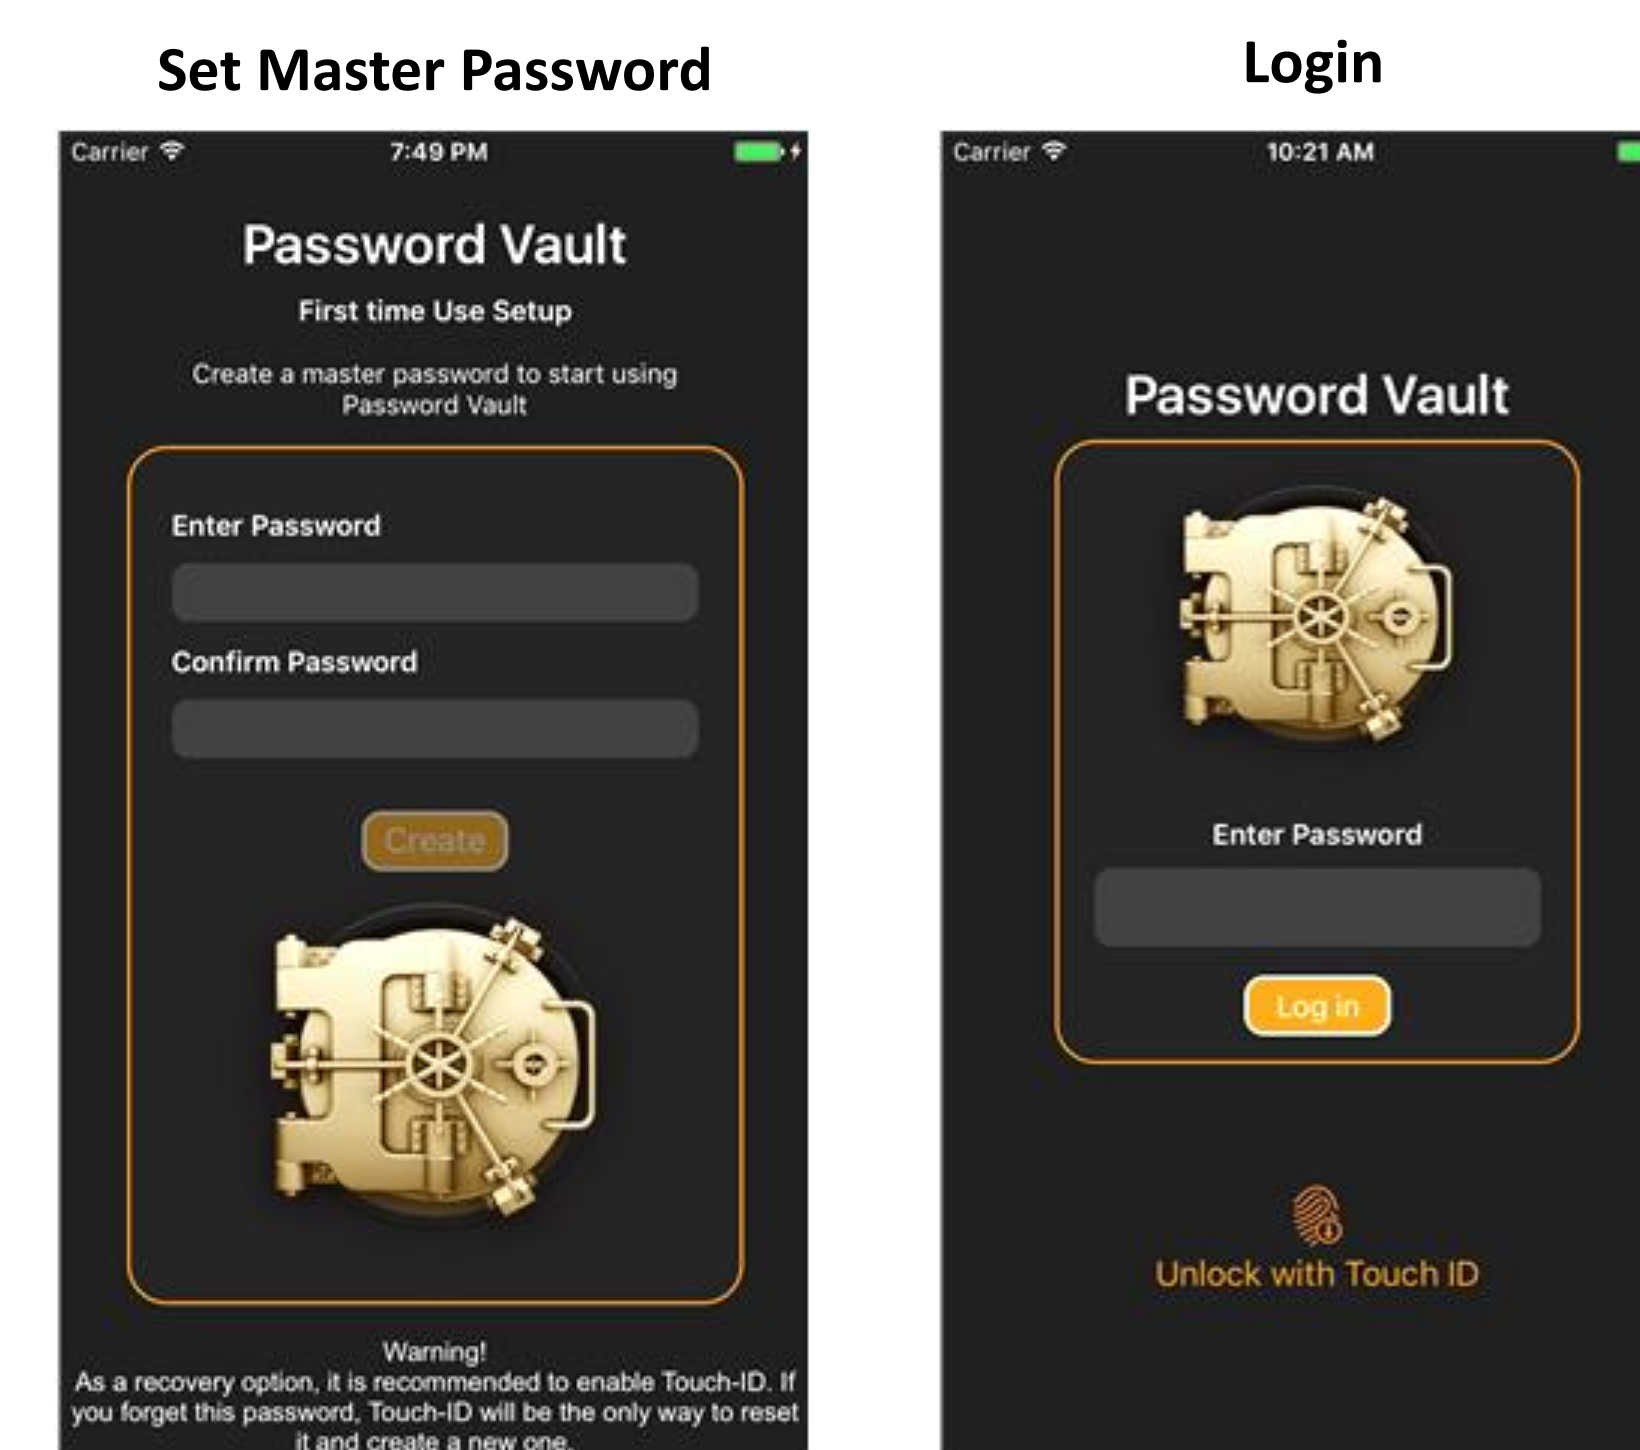 Set Master Password
Carrier
7:49 PM
Password Vault
First time Use Setup
Create a master password to start using
Password Vault
Enter Password
Confirm Password
Create
Warning!
As a recovery option, it is recommended to enable Touch-ID. If
you forget this password, Touch-ID will be the only way to reset
it and create a new one.
Login
Carrier
10:21 AM
Password Vault
Enter Password
Log in
Unlock with Touch ID